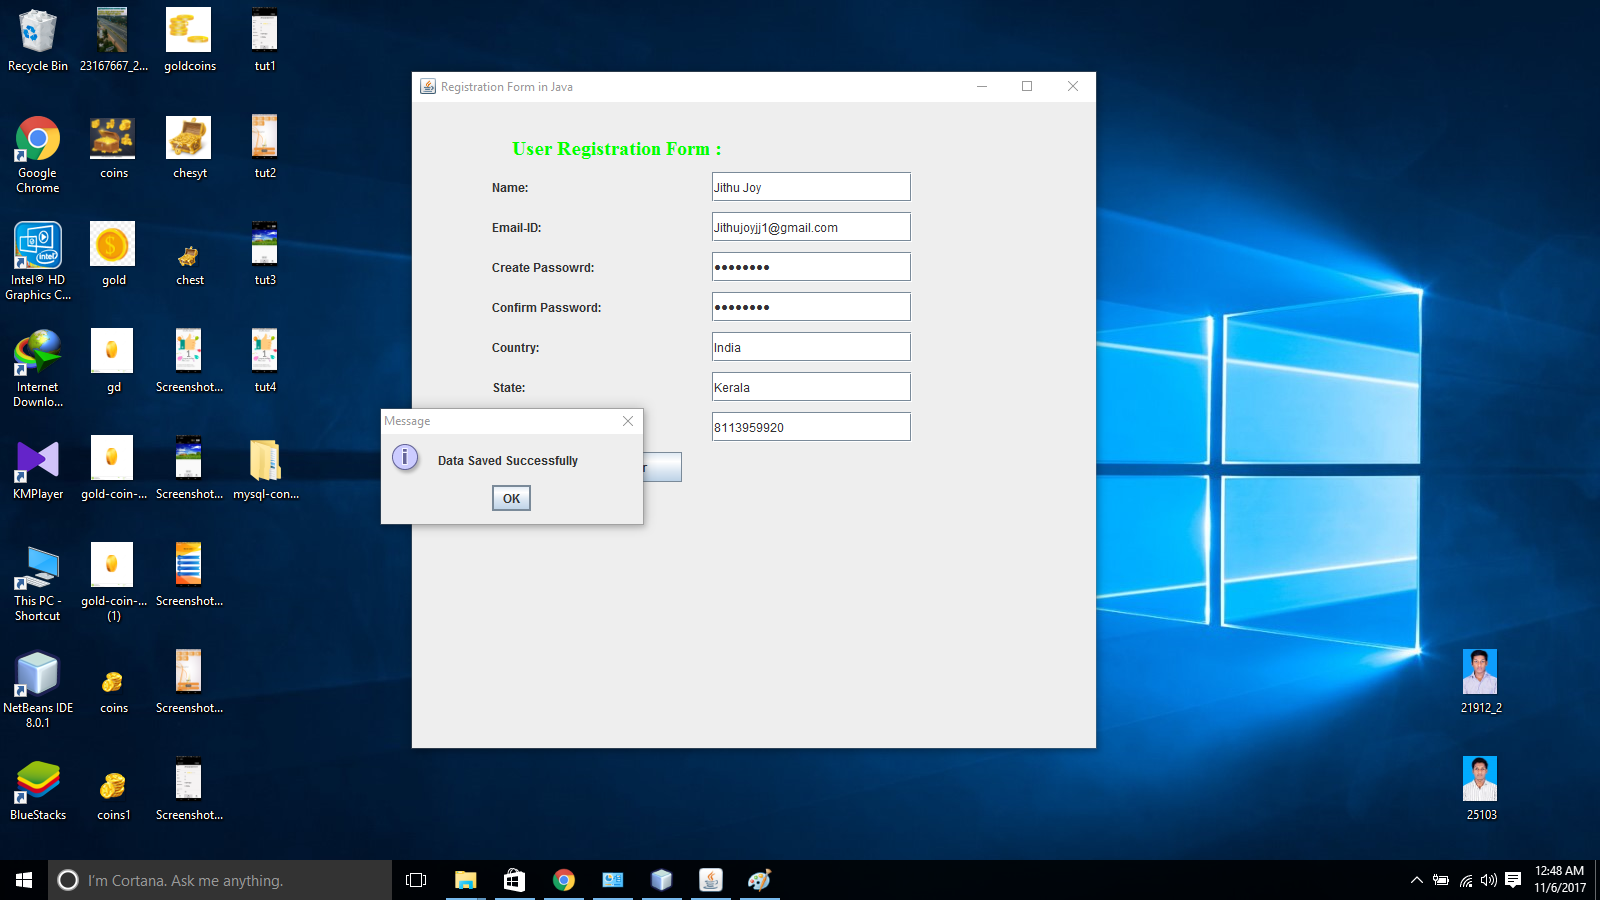 Recycle Bin
23167667_2...
goldcoins
tut1
Google
Chrome
coins
chesyt
tut2
Intel® HD
Graphics C...
gold
chest
tut3
Internet
Downlo...
gd
Screenshot...
tut4
KMPlayer
gold-coin-...
Screenshot...
mysql-con...
This PC -
Shortcut
gold-coin-...
(1)
Screenshot...
NetBeans IDE
8.0.1
coins
Screenshot...
BlueStacks
coins1
Screenshot...
Registration Form in Java
User Registration Form :
Name:
Jithu Joy
Email-ID:
Jithujoyjj1@gmail.com
Create Passowrd:
••••••••
Confirm Password:
••••••••
Country:
India
State:
Kerala
8113959920
r
Message
Data Saved Successfully
OK
21912_2
25103
I'm Cortana. Ask me anything.
12:48 AM
11/6/2017